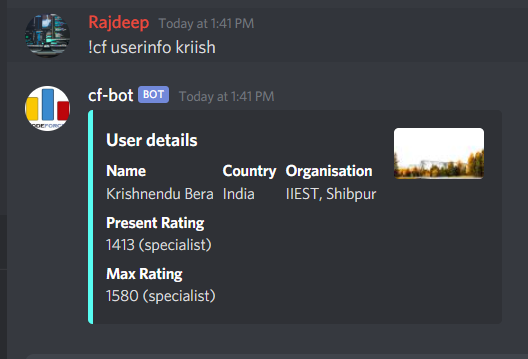 Rajdeep Today at 1:41 PM
!cf userinfo kriish
cf-bot BOT Today at 1:41 PM
User details
Name Country Organisation
Krishnendu Bera India IIEST, Shibpur
Present Rating
1413 (specialist)
Max Rating
1580 (specialist)